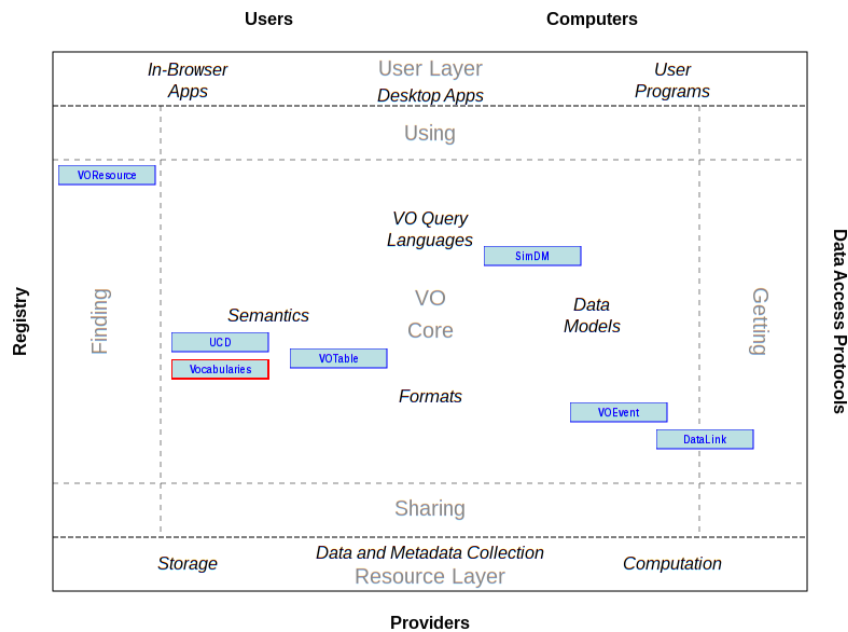 Users
Computers
In-Browser
Apps
User Layer
Desktop Apps
User
Programs
Using
VOResource
VO Query
Languages
SimDM
Registry
Finding
Semantics
UCD
Vocabularies
VOTable
VO
Core
Data
Models
Getting
Data Access Protocols
Formats
VOEvent
DataLink
Sharing
Storage
Data and Metadata Collection
Resource Layer
Computation
Providers